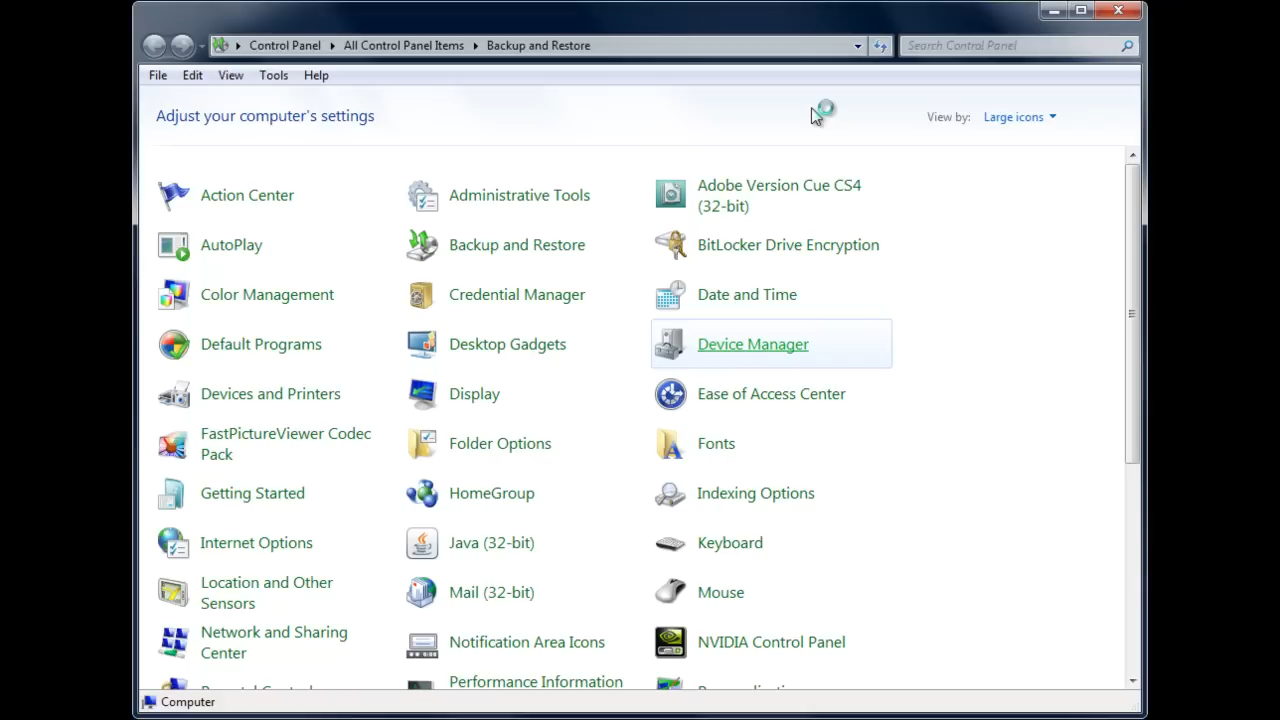 Control Panel ▸ All Control Panel Items ▸ Backup and Restore
Search Control Panel
File Edit View Tools Help
Adjust your computer's settings
View by: Large icons
Action Center
Administrative Tools
Adobe Version Cue CS4
(32-bit)
AutoPlay
Backup and Restore
BitLocker Drive Encryption
Color Management
Credential Manager
Date and Time
Default Programs
Desktop Gadgets
Device Manager
Devices and Printers
Display
Ease of Access Center
FastPictureViewer Codec
Pack
Folder Options
Fonts
Getting Started
HomeGroup
Indexing Options
Internet Options
Java (32-bit)
Keyboard
Location and Other
Sensors
Mail (32-bit)
Mouse
Network and Sharing
Center
Notification Area Icons
NVIDIA Control Panel
Performance Information
Computer